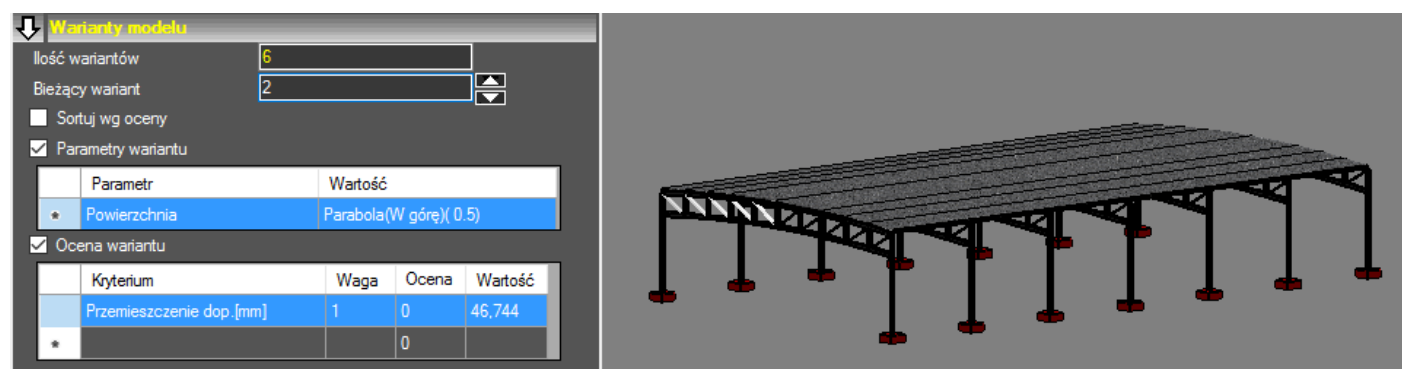 Warianty modelu
Ilość wariantów 6
Bieżący wariant 2
Sortuj wg oceny
Parametry wariantu
Parametr Wartość
* Powierzchnia Parabola(W górę)( 0.5)
Ocena wariantu
Kryterium Waga Ocena Wartość
Przemieszczenie dop.[mm] 1 0 46,744
* 0